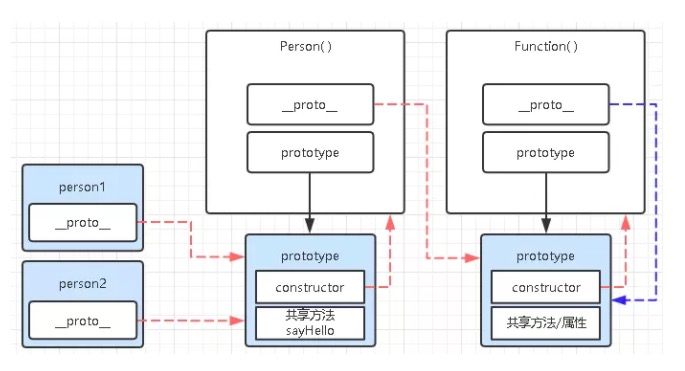 Person( )
__proto__
prototype
Function( )
__proto__
prototype
person1
__proto__
person2
__proto__
prototype
constructor
共享方法
sayHello
prototype
constructor
共享方法/属性